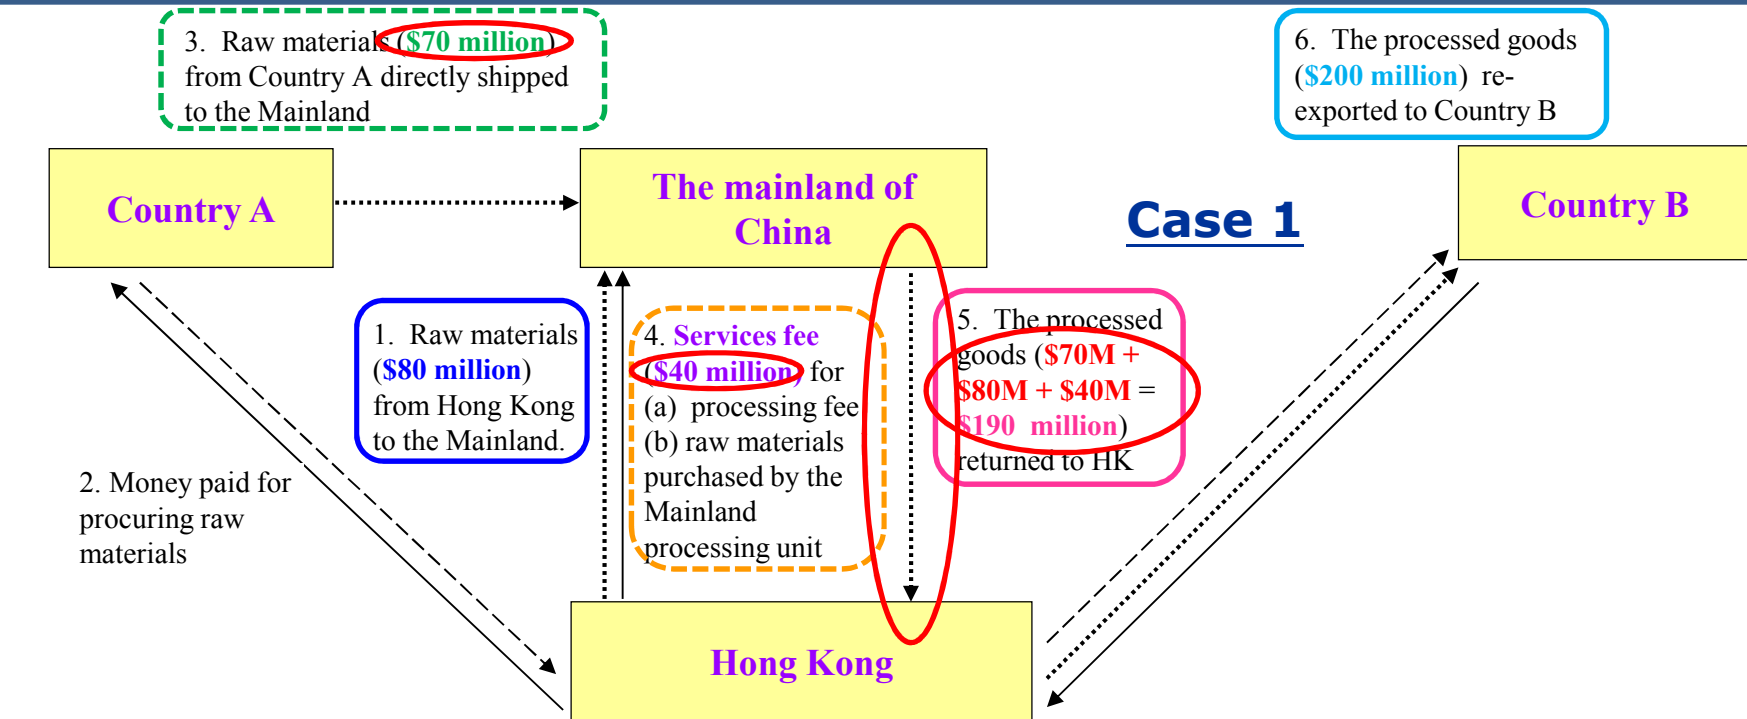 3. Raw materials ($70 million)
from Country A directly shipped
to the Mainland
6. The processed goods
($200 million) re-
exported to Country B
Country A
The mainland of
China
Case 1
Country B
1. Raw materials
($80 million)
from Hong Kong
to the Mainland.
4. Services fee
($40 million) for
(a) processing fee
(b) raw materials
purchased by the
Mainland
processing unit
5. The processed
goods ($70M +
$80M + $40M =
$190 million)
returned to HK
2. Money paid for
procuring raw
materials
Hong Kong